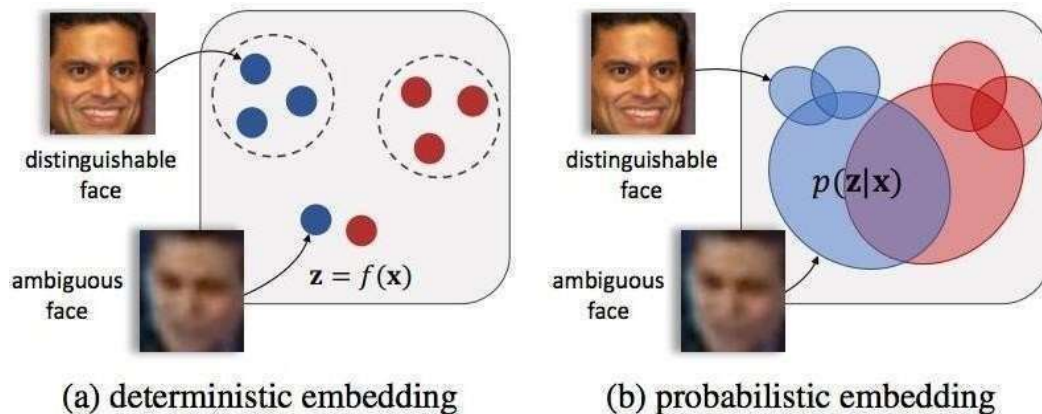 distinguishable
face
ambiguous
face
z = f(x)
(a) deterministic embedding
distinguishable
face
p(z|x)
ambiguous
face
(b) probabilistic embedding